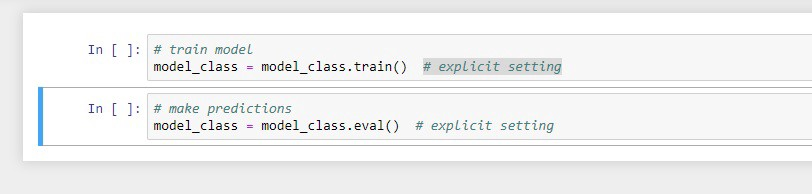 In [ ]: # train model
model_class = model_class.train()  # explicit setting
In [ ]: # make predictions
model_class = model_class.eval()  # explicit setting